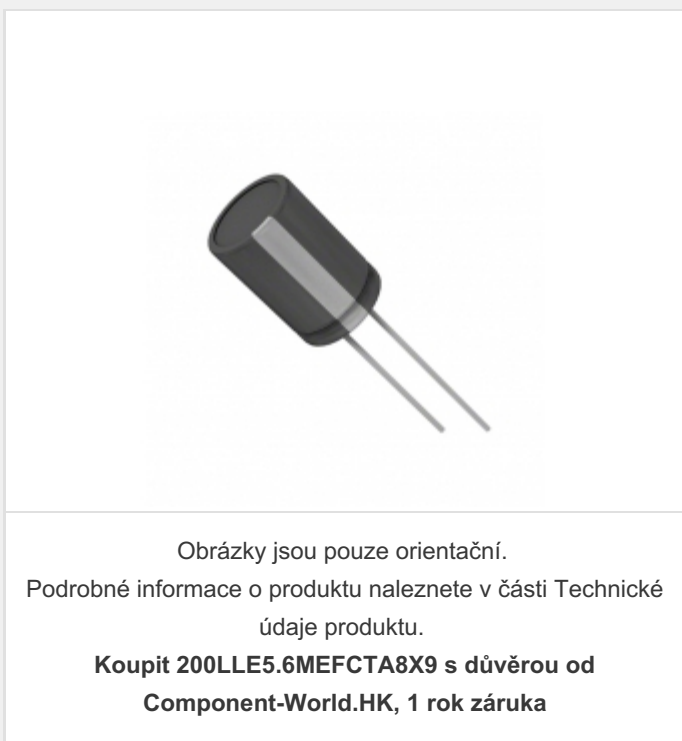 Obrázky jsou pouze orientační.
Podrobné informace o produktu naleznete v části Technické
údaje produktu.
Koupit 200LLE5.6MEFCTA8X9 s důvěrou od
Component-World.HK, 1 rok záruka